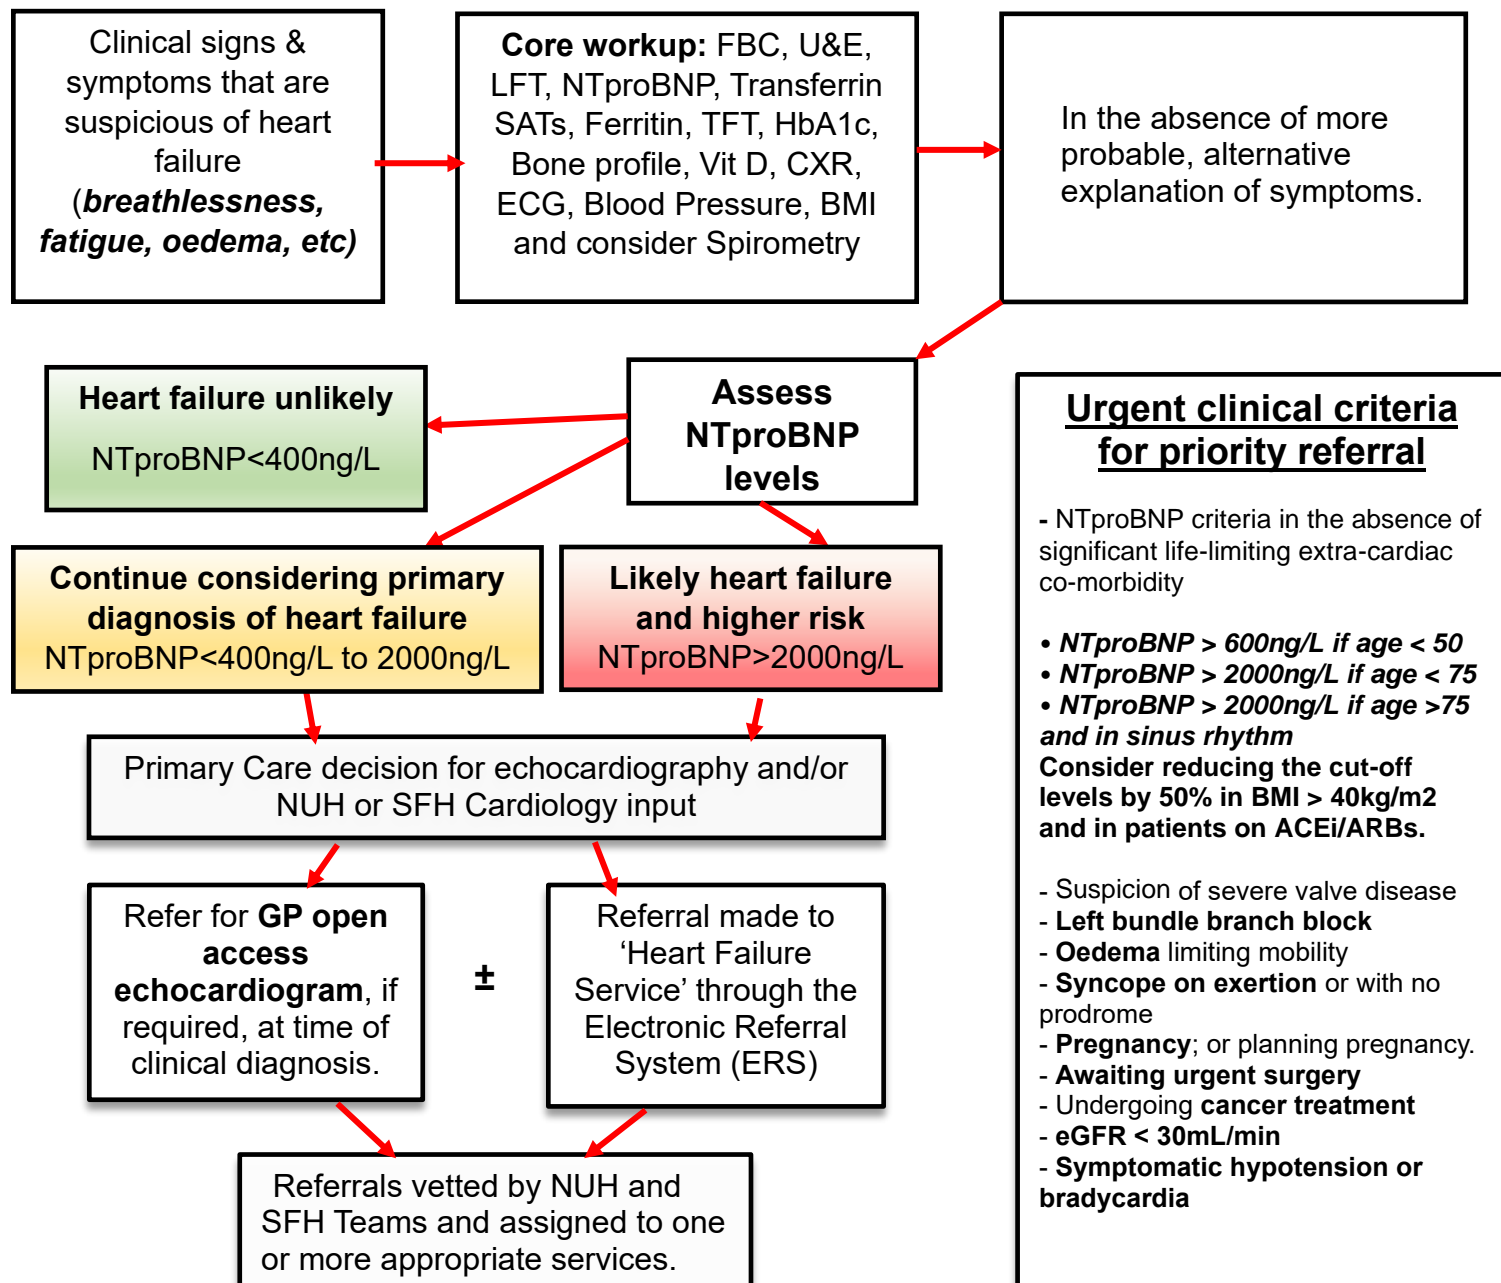 Clinical signs &
symptoms that are
suspicious of heart
failure
(breathlessness,
fatigue, oedema, etc)
Core workup: FBC, U&E,
LFT, NTproBNP, Transferrin
SATs, Ferritin, TFT, HbA1c,
Bone profile, Vit D, CXR,
ECG, Blood Pressure, BMI
and consider Spirometry
In the absence of more
probable, alternative
explanation of symptoms.
Heart failure unlikely
NTproBNP<400ng/L
Assess
NTproBNP
levels
Continue considering primary
diagnosis of heart failure
NTproBNP<400ng/L to 2000ng/L
Likely heart failure
and higher risk
NTproBNP>2000ng/L
Primary Care decision for echocardiography and/or
NUH or SFH Cardiology input
Refer for GP open
access
echocardiogram, if
required, at time of
clinical diagnosis.
±
Referral made to
‘Heart Failure
Service’ through the
Electronic Referral
System (ERS)
Referrals vetted by NUH and
SFH Teams and assigned to one
or more appropriate services.
Urgent clinical criteria
for priority referral
- NTproBNP criteria in the absence of
significant life-limiting extra-cardiac
co-morbidity
• NTproBNP > 600ng/L if age < 50
• NTproBNP > 2000ng/L if age < 75
• NTproBNP > 2000ng/L if age >75
and in sinus rhythm
Consider reducing the cut-off
levels by 50% in BMI > 40kg/m2
and in patients on ACEi/ARBs.
- Suspicion of severe valve disease
- Left bundle branch block
- Oedema limiting mobility
- Syncope on exertion or with no
prodrome
- Pregnancy; or planning pregnancy.
- Awaiting urgent surgery
- Undergoing cancer treatment
- eGFR < 30mL/min
- Symptomatic hypotension or
bradycardia